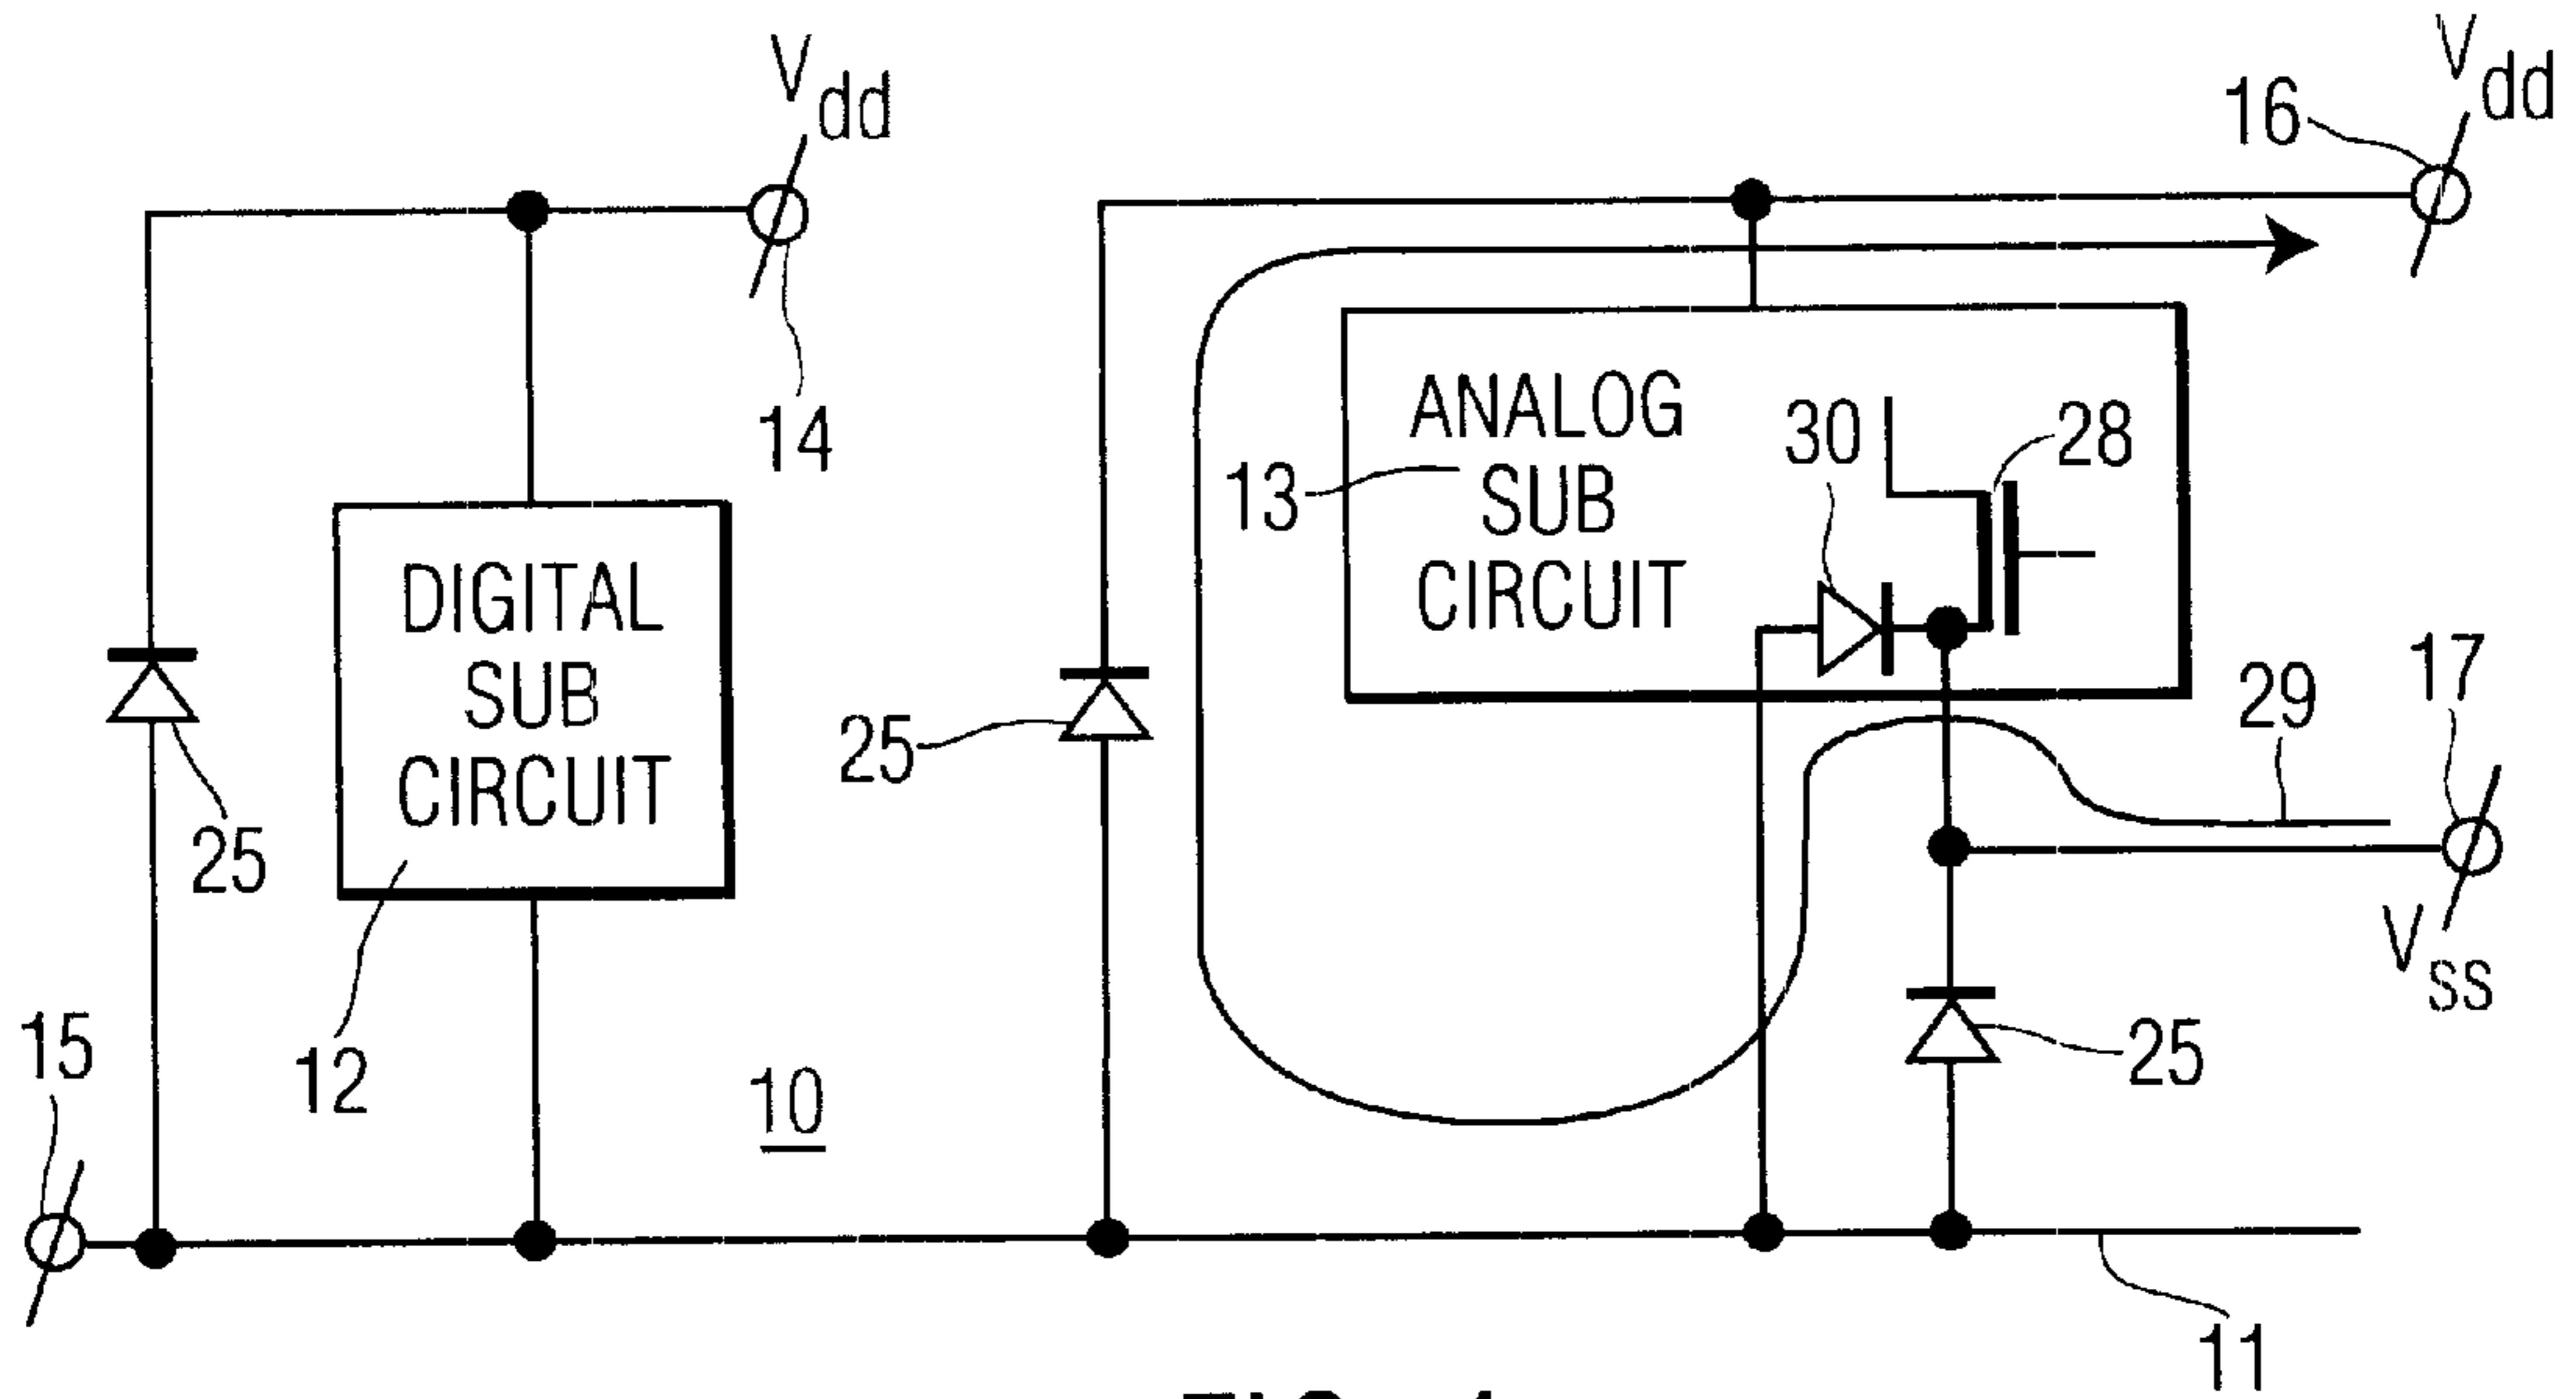 Vdd
Vdd
16
14
ANALOG
SUB
CIRCUIT
13
30
28
DIGITAL
SUB
CIRCUIT
17
29
25
25
Vss
15
12
10
25
11